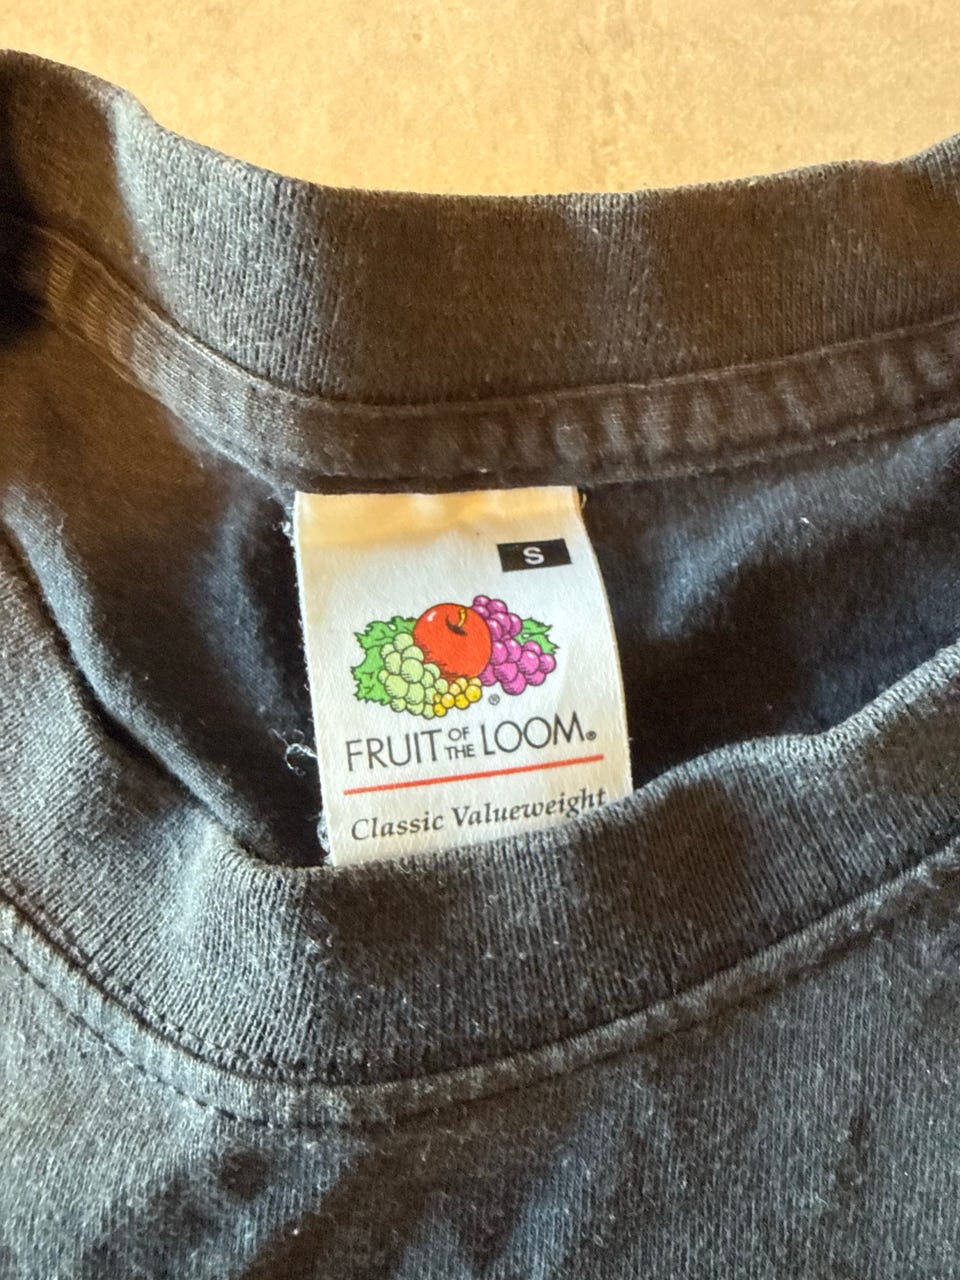 S
®
FRUIT OF THE LOOM®
Classic Valueweight